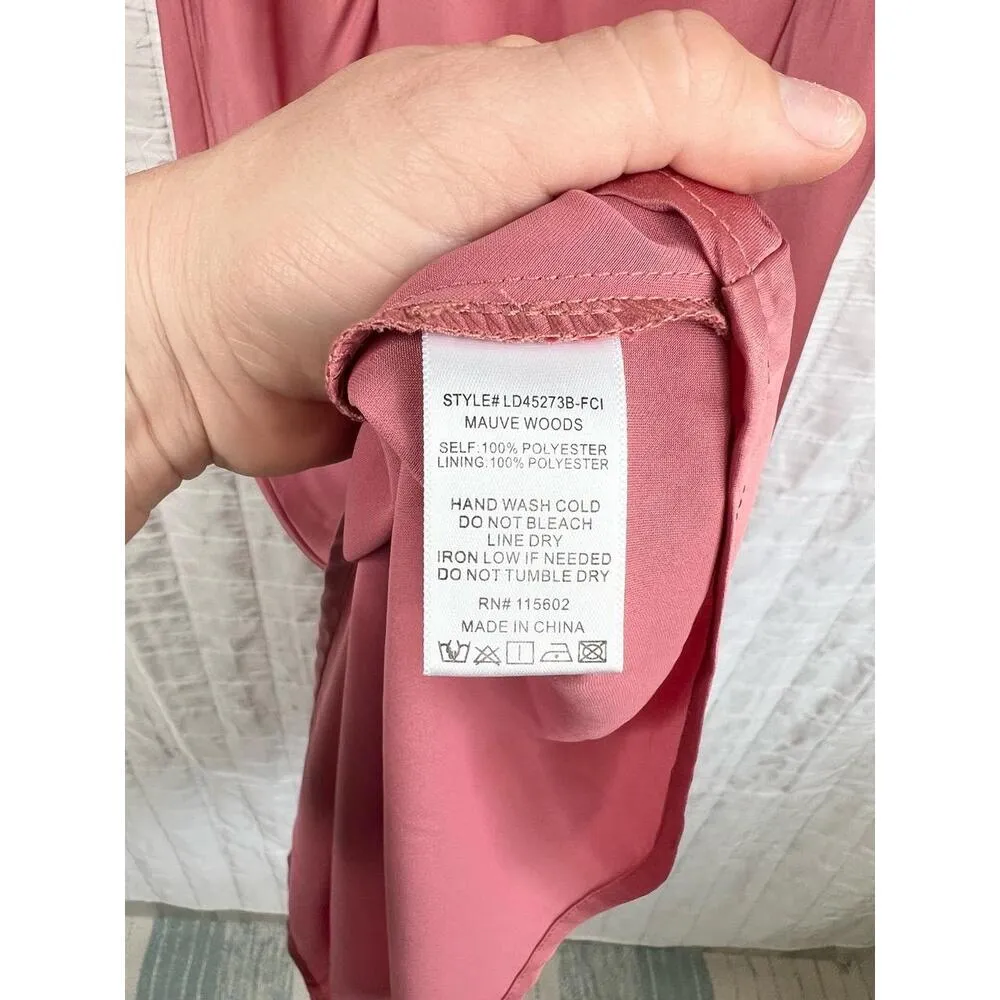 STYLE# LD45273B-FCI
MAUVE WOODS
SELF:100% POLYESTER
LINING:100% POLYESTER
HAND WASH COLD
DO NOT BLEACH
LINE DRY
IRON LOW IF NEEDED
DO NOT TUMBLE DRY
RN# 115602
MADE IN CHINA